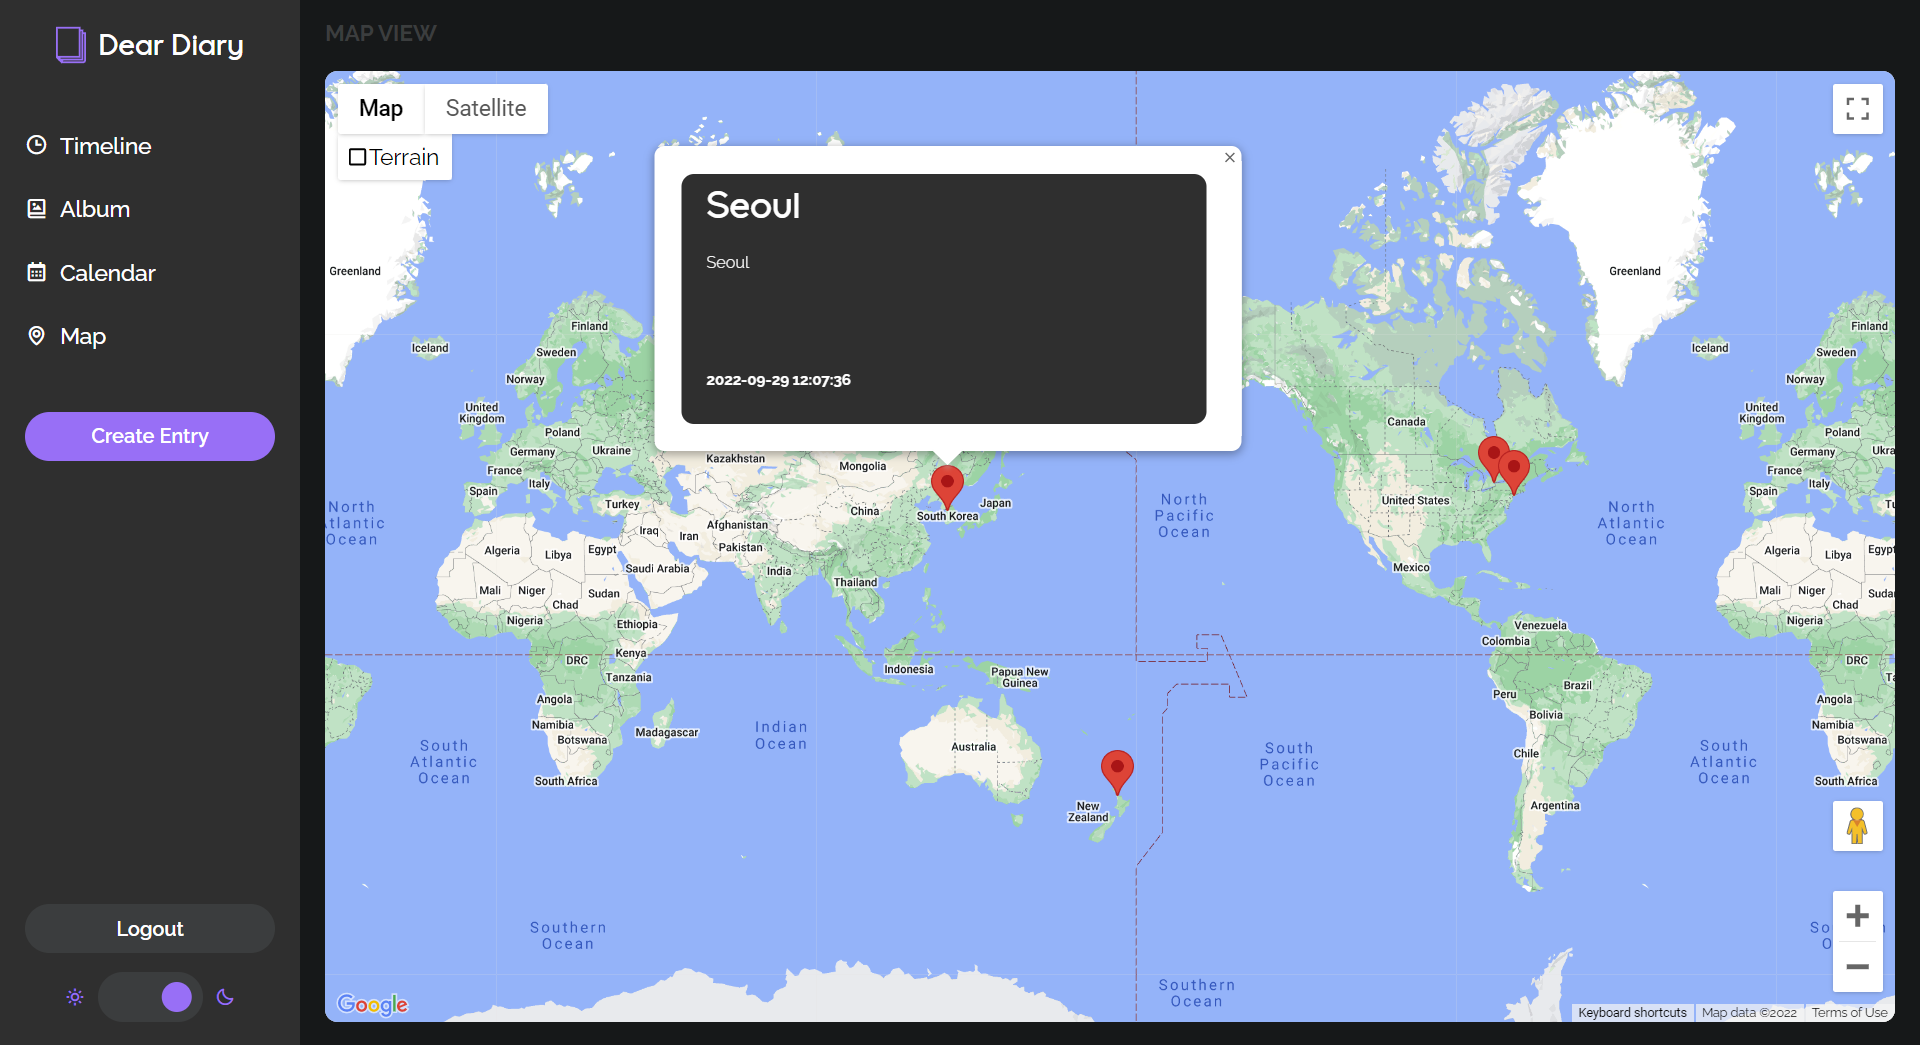 Dear Diary
Timeline
Album
Calendar
Map
Create Entry
Logout
MAP VIEW
Map
Satellite
Terrain
Seoul
Seoul
2022-09-29 12:07:36
Greenland
Iceland
Finland
Sweden
Norway
United
Kingdom
Poland
Germany
Ukraine
France
Italy
Spain
Turkey
Kazakhstan
Mongolia
China
South Korea
Japan
Iraq
Iran
Afghanistan
Pakistan
India
Thailand
Algeria
Libya
Egypt
Saudi Arabia
Mali
Niger
Chad
Sudan
Nigeria
Ethiopia
DRC
Kenya
Tanzania
Angola
Namibia
Botswana
Madagascar
South Africa
Indonesia
Papua New
Guinea
Australia
New
Zealand
North
Atlantic
Ocean
South
Atlantic
Ocean
Indian
Ocean
Southern
Ocean
North
Pacific
Ocean
South
Pacific
Ocean
Southern
Ocean
Greenland
Canada
United States
Mexico
Venezuela
Colombia
Peru
Brazil
Bolivia
Chile
Argentina
North
Atlantic
Ocean
South
Atlantic
Ocean
Iceland
Finland
Sweden
Norway
United
Kingdom
Poland
Germany
Ukra
France
Italy
Spain
Algeria
Libya
Egypt
Mali
Niger
Chad
Sudan
Nigeria
DRC
Angola
Namibia
Botswana
South Africa
Google
Keyboard shortcuts
Map data ©2022
Terms of Use